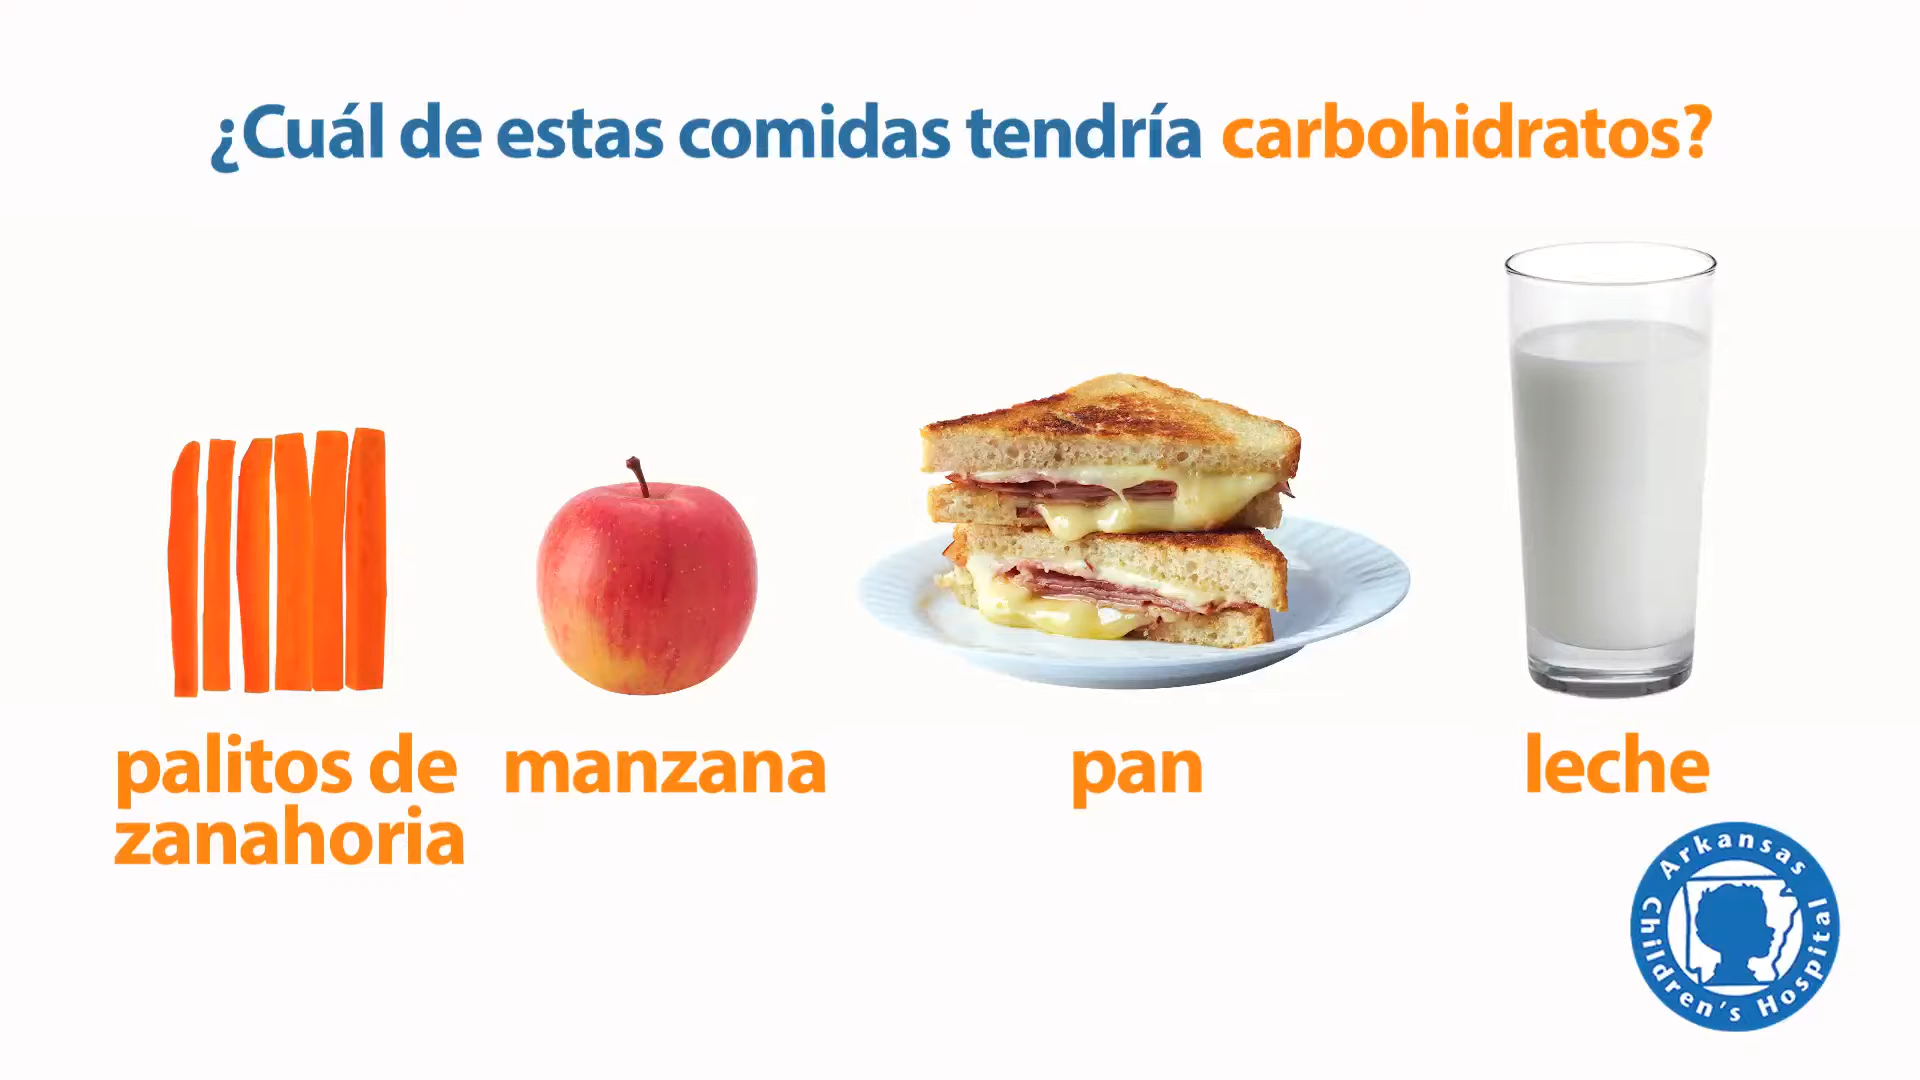 ¿Cuál de estas comidas tendría carbohidratos?
palitos de
zanahoria
manzana
pan
leche
Arkansas
Children's Hospital